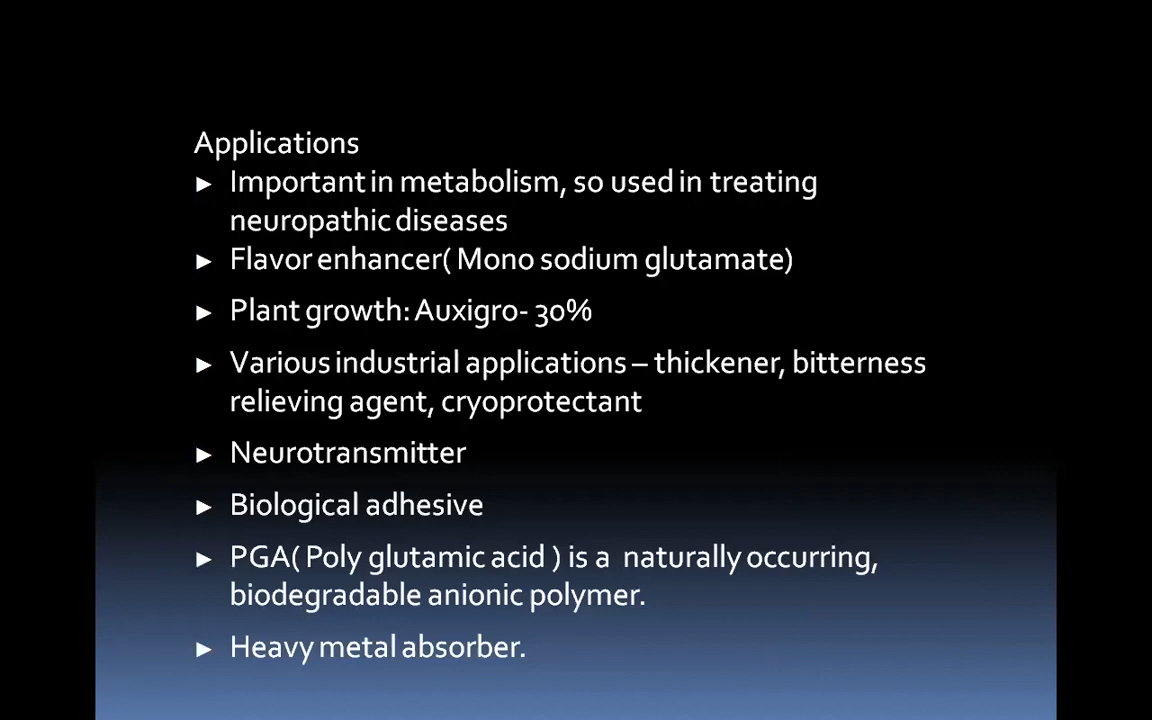 Applications
► Important in metabolism, so used in treating
neuropathic diseases
► Flavor enhancer( Mono sodium glutamate)
► Plant growth: Auxigro- 30%
► Various industrial applications – thickener, bitterness
relieving agent, cryoprotectant
► Neurotransmitter
► Biological adhesive
► PGA( Poly glutamic acid ) is a naturally occurring,
biodegradable anionic polymer.
► Heavy metal absorber.